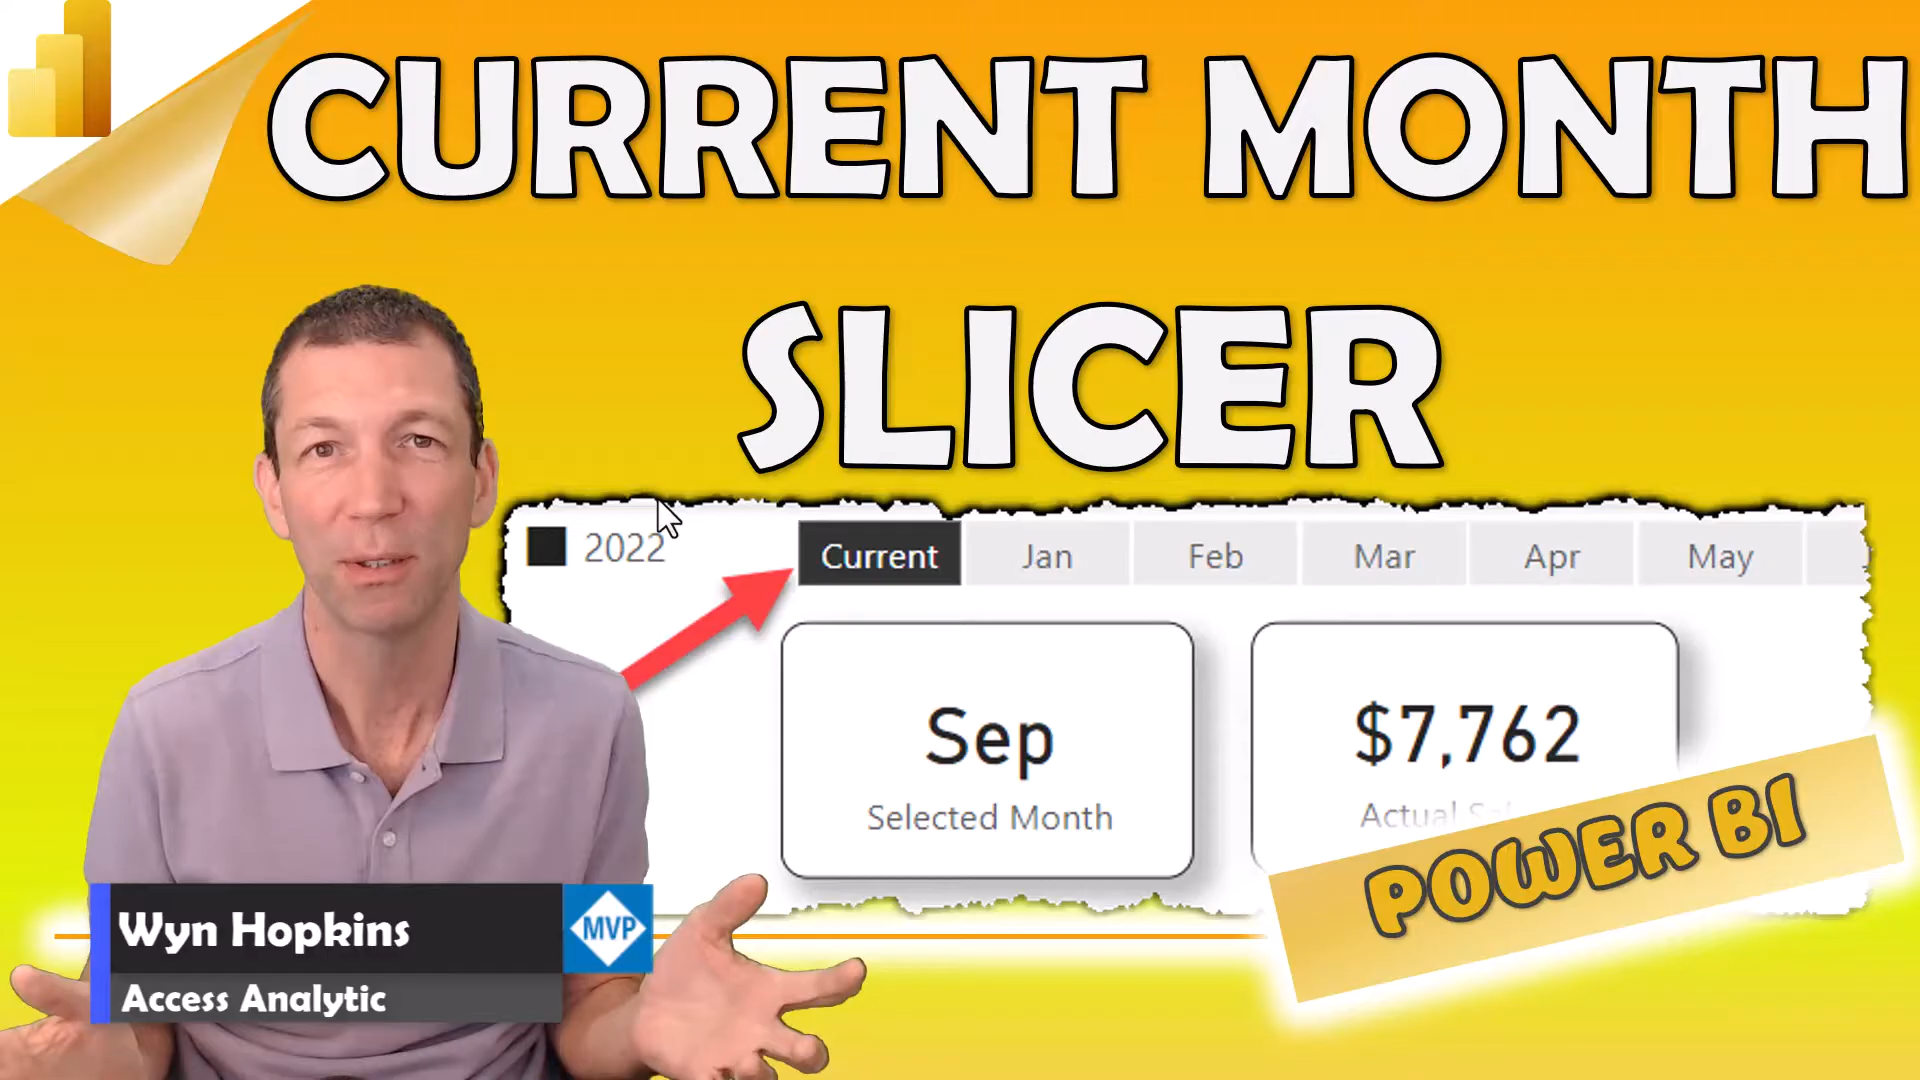 CURRENT MONTH
SLICER
2022
Current Jan Feb Mar Apr May
Sep
Selected Month
$7,762
Actual
POWER BI
Wyn Hopkins
MVP
Access Analytic